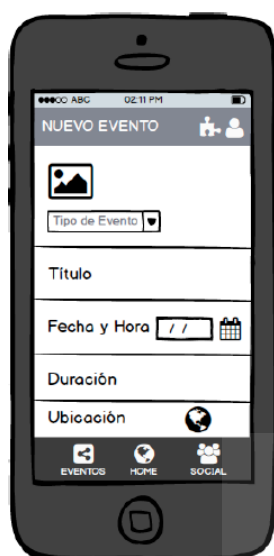 ABC 02:11 PM
NUEVO EVENTO
Tipo de Evento
Título
Fecha y Hora / /
Duración
Ubicación
EVENTOS HOME SOCIAL